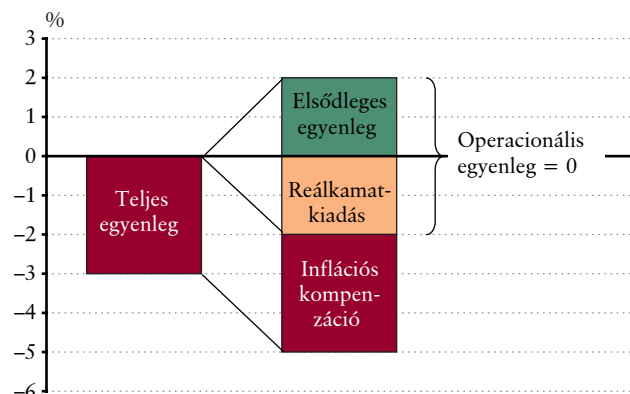 %
3
2
1
0
−1
−2
−3
−4
−5
−6
Teljes
egyenleg
Elsődleges
egyenleg
Reálkamat-
kiadás
Inflációs
kompen-
záció
Operacionális
egyenleg = 0